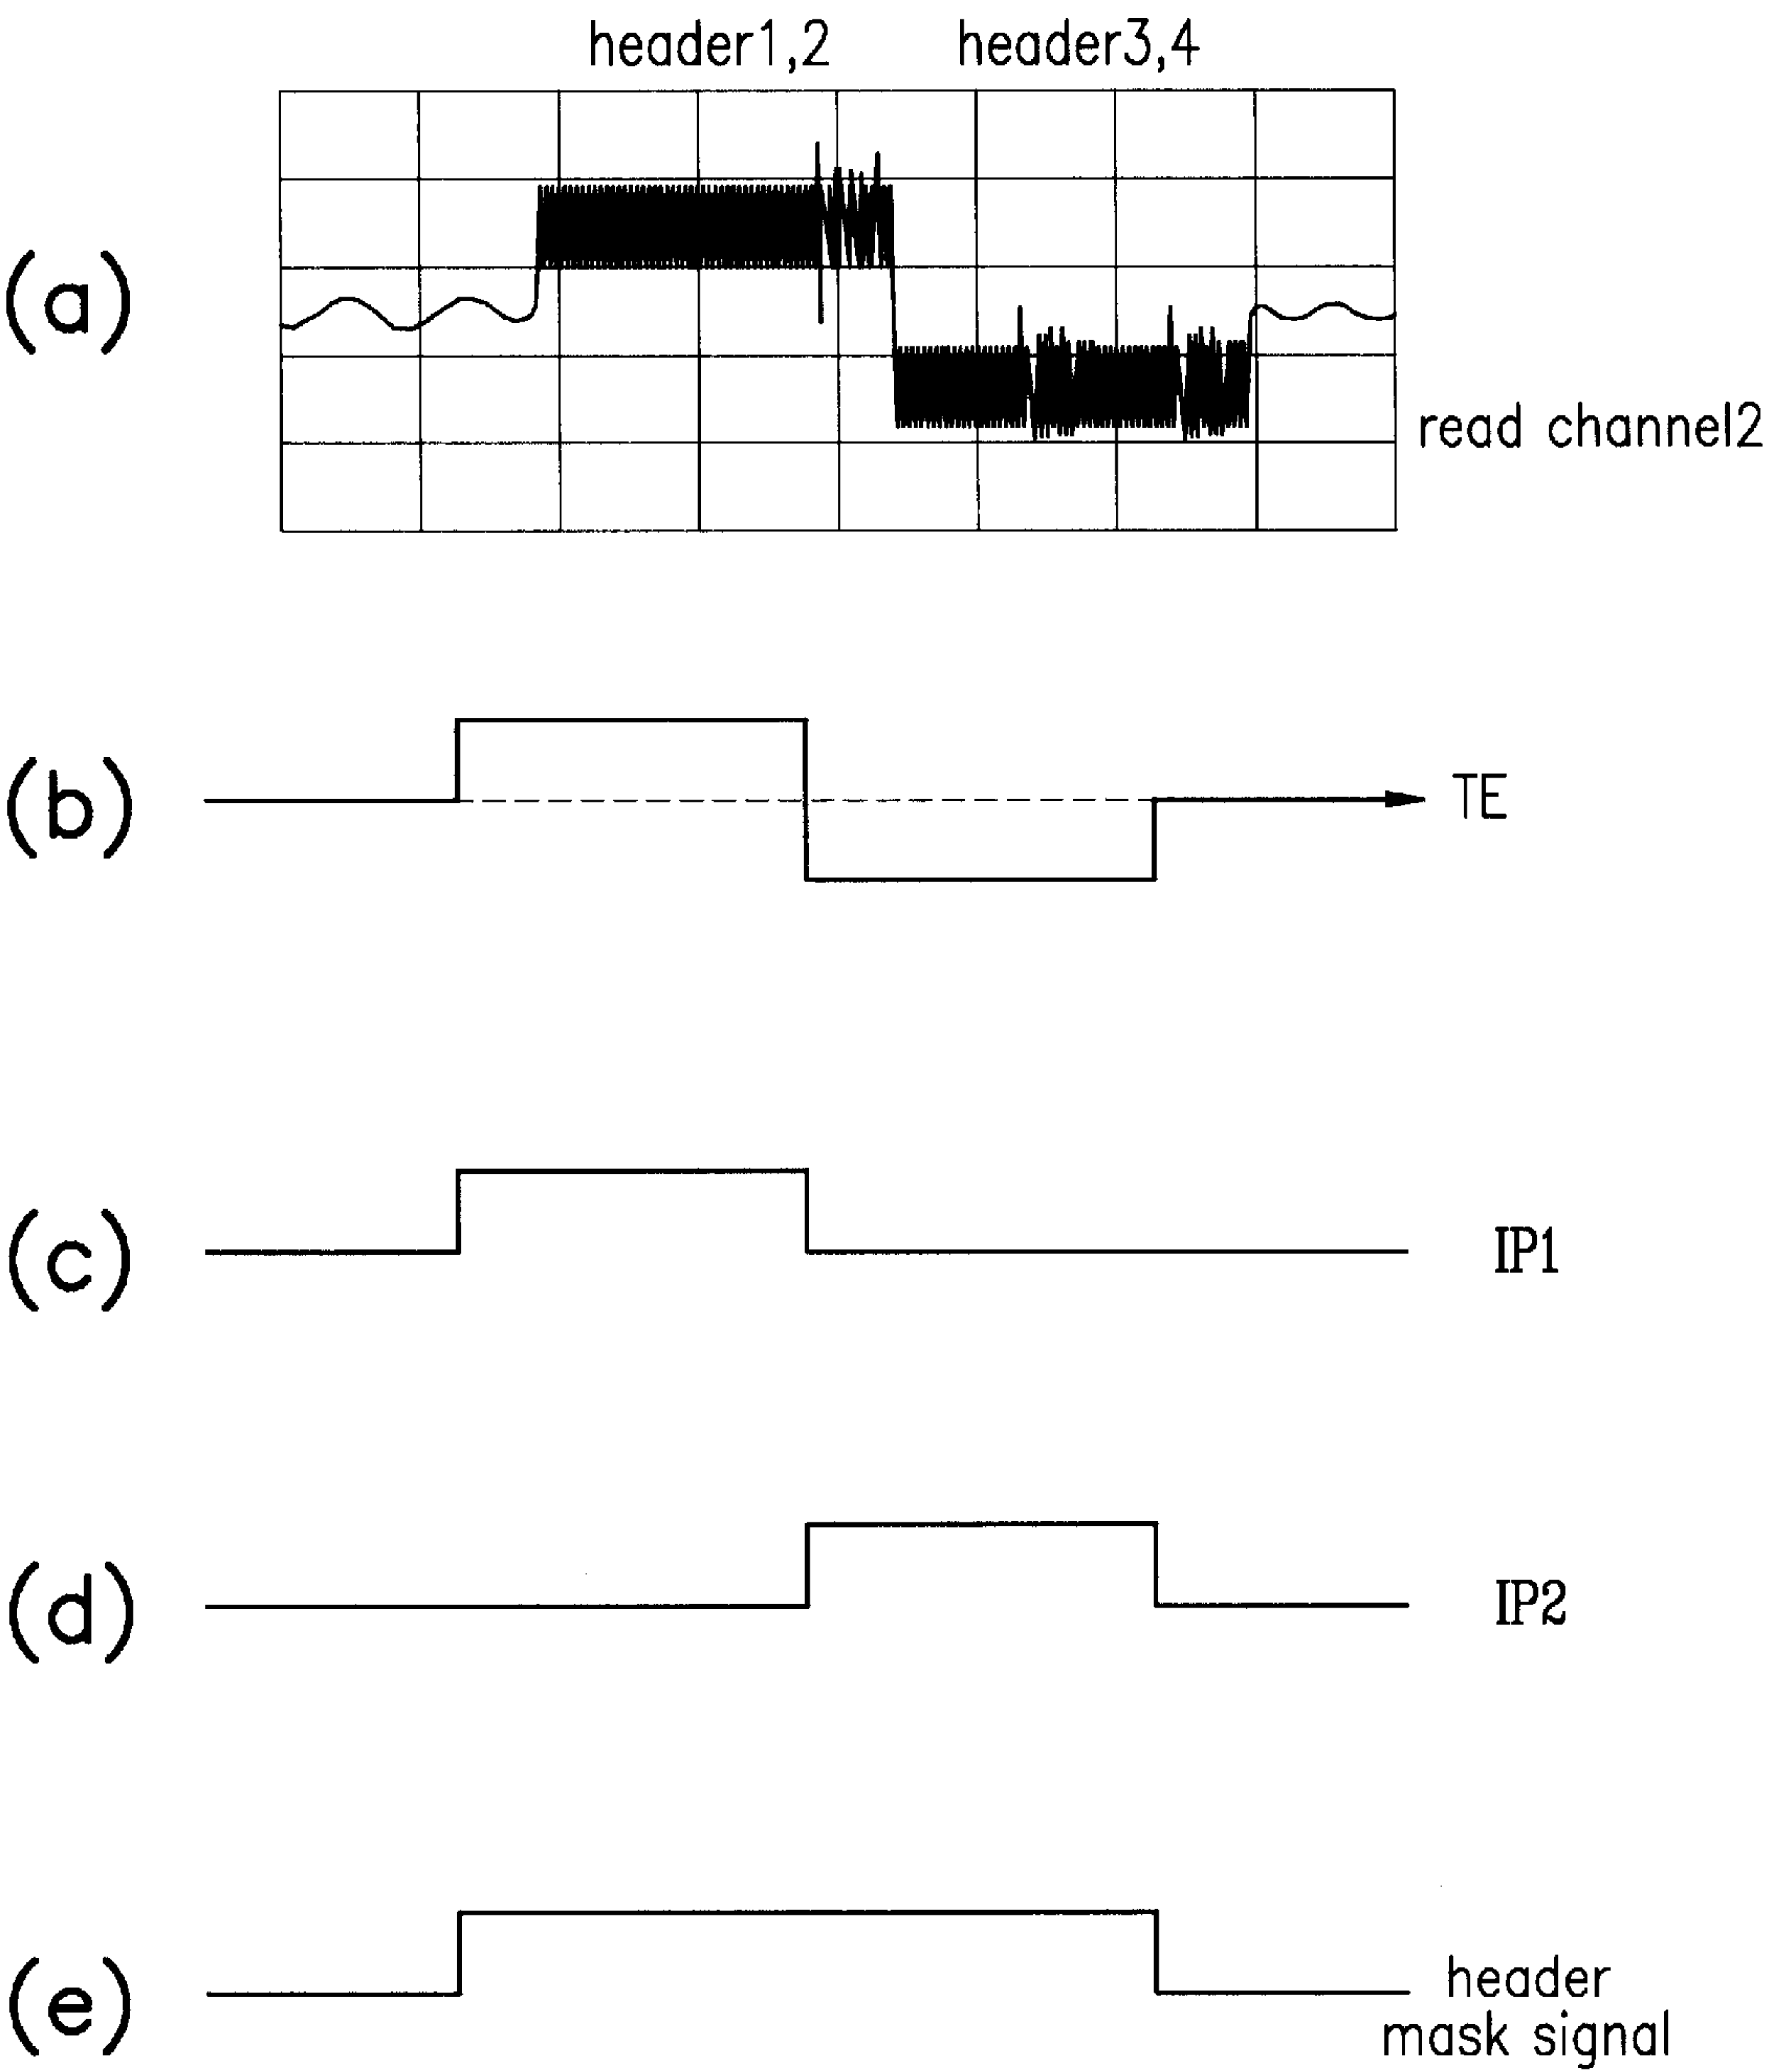 header1,2 header3,4
(a)
read channel2
(b)
TE
(c)
IP1
(d)
IP2
(e)
header
mask signal